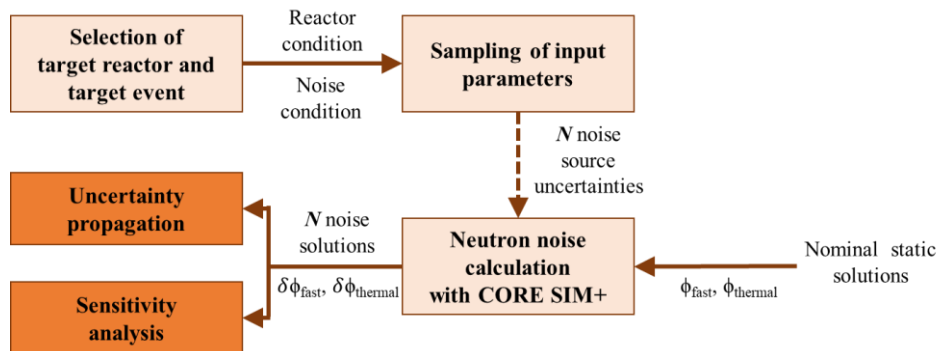 Selection of
target reactor and
target event
Reactor
condition
Noise
condition
Sampling of input
parameters
N noise
source
uncertainties
Uncertainty
propagation
Sensitivity
analysis
N noise
solutions
δϕfast, δϕthermal
Neutron noise
calculation
with CORE SIM+
Nominal static
solutions
ϕfast, ϕthermal